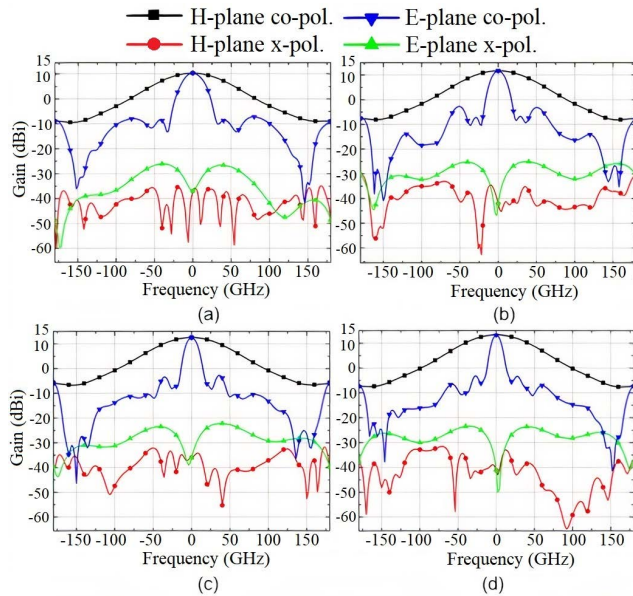 H-plane co-pol. E-plane co-pol.
H-plane x-pol. E-plane x-pol.
15 15
10 10
0 0
-10 -10
-20 -20
-30 -30
-40 -40
-50 -50
-60 -60
Gain (dBi)
-150 -100 -50 0 50 100 150 -150 -100 -50 0 50 100 150
Frequency (GHz) Frequency (GHz)
(a) (b)
15 15
10 10
0 0
-10 -10
-20 -20
-30 -30
-40 -40
-50 -50
-60 -60
Gain (dBi)
-150 -100 -50 0 50 100 150 -150 -100 -50 0 50 100 150
Frequency (GHz) Frequency (GHz)
(c) (d)